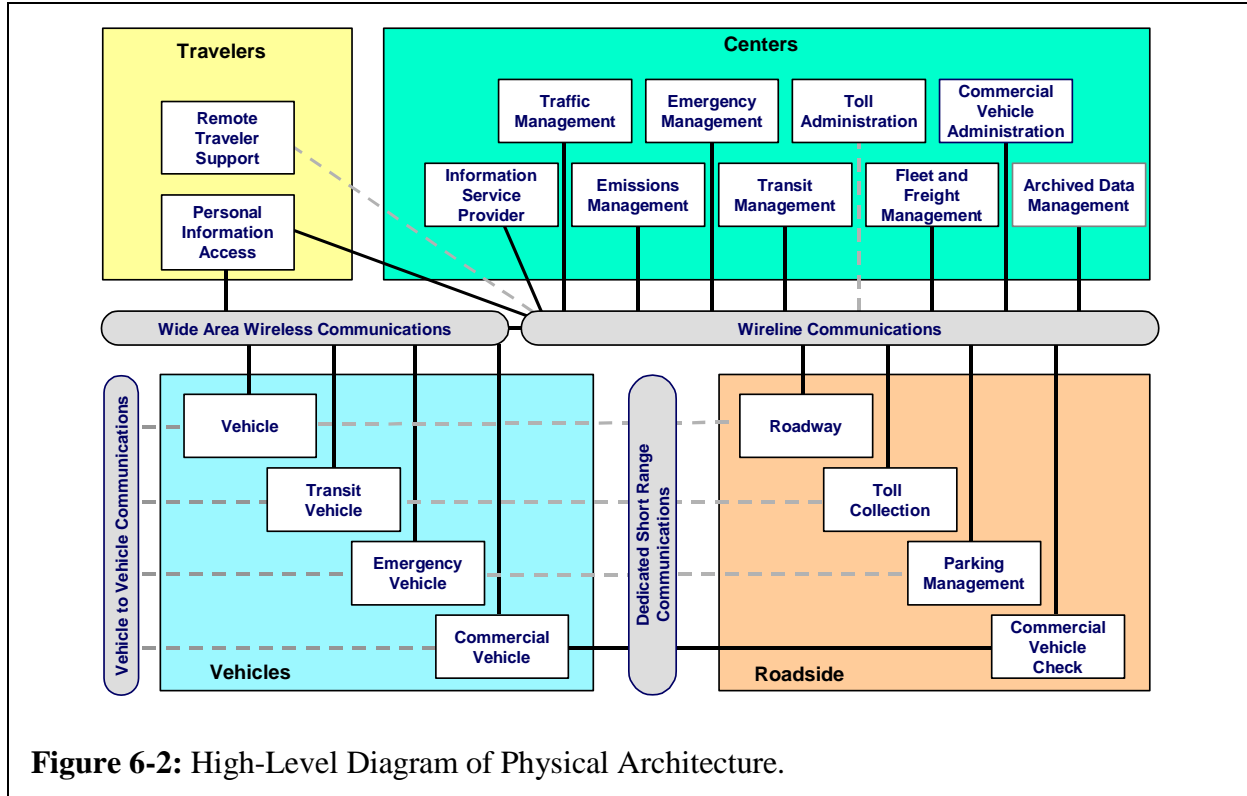 Travelers
Remote
Traveler
Support
Personal
Information
Access
Centers
Traffic
Management
Emergency
Management
Toll
Administration
Commercial
Vehicle
Administration
Information
Service
Provider
Emissions
Management
Transit
Management
Fleet and
Freight
Management
Archived Data
Management
Wide Area Wireless Communications
Wireline Communications
Vehicle to Vehicle Communications
Vehicle
Transit
Vehicle
Emergency
Vehicle
Commercial
Vehicle
Vehicles
Dedicated Short Range
Communications
Roadway
Toll
Collection
Parking
Management
Commercial
Vehicle
Check
Roadside
Figure 6-2: High-Level Diagram of Physical Architecture.